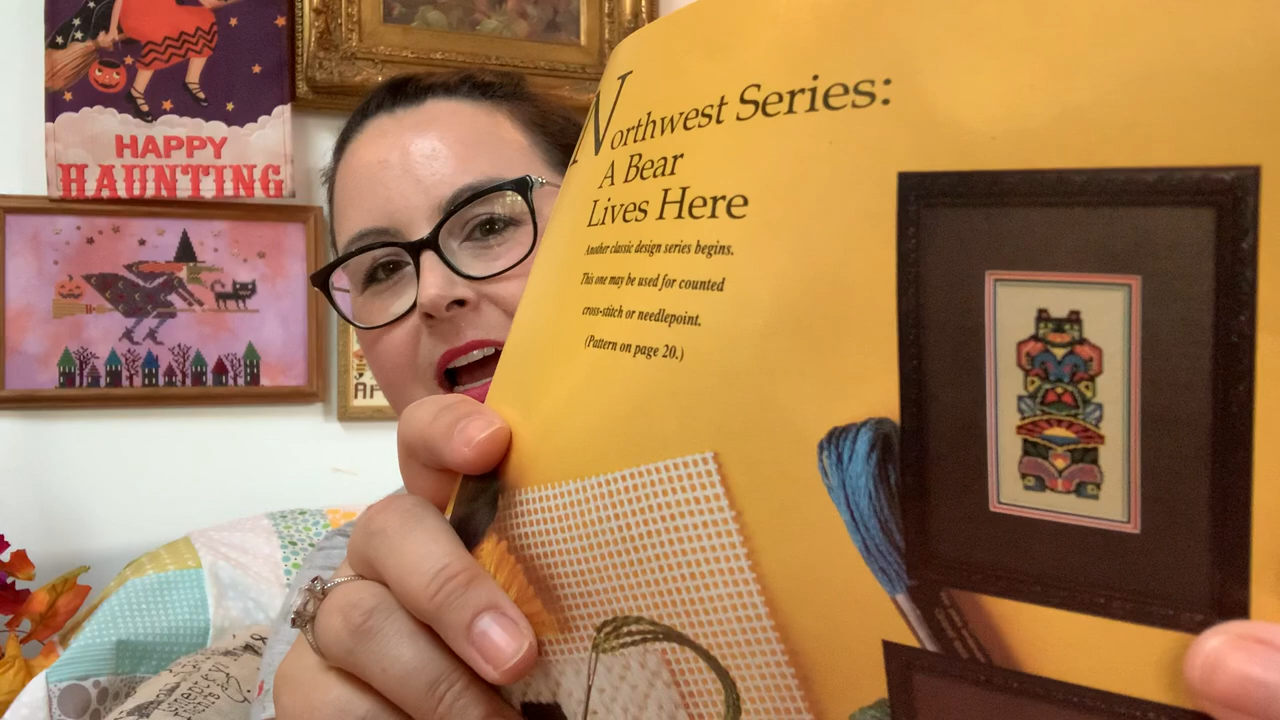 HAPPY
HAUNTING
Northwest Series:
A Bear
Lives Here
Another classic design series begins.
This one may be used for counted
cross-stitch or needlepoint.
(Pattern on page 20.)